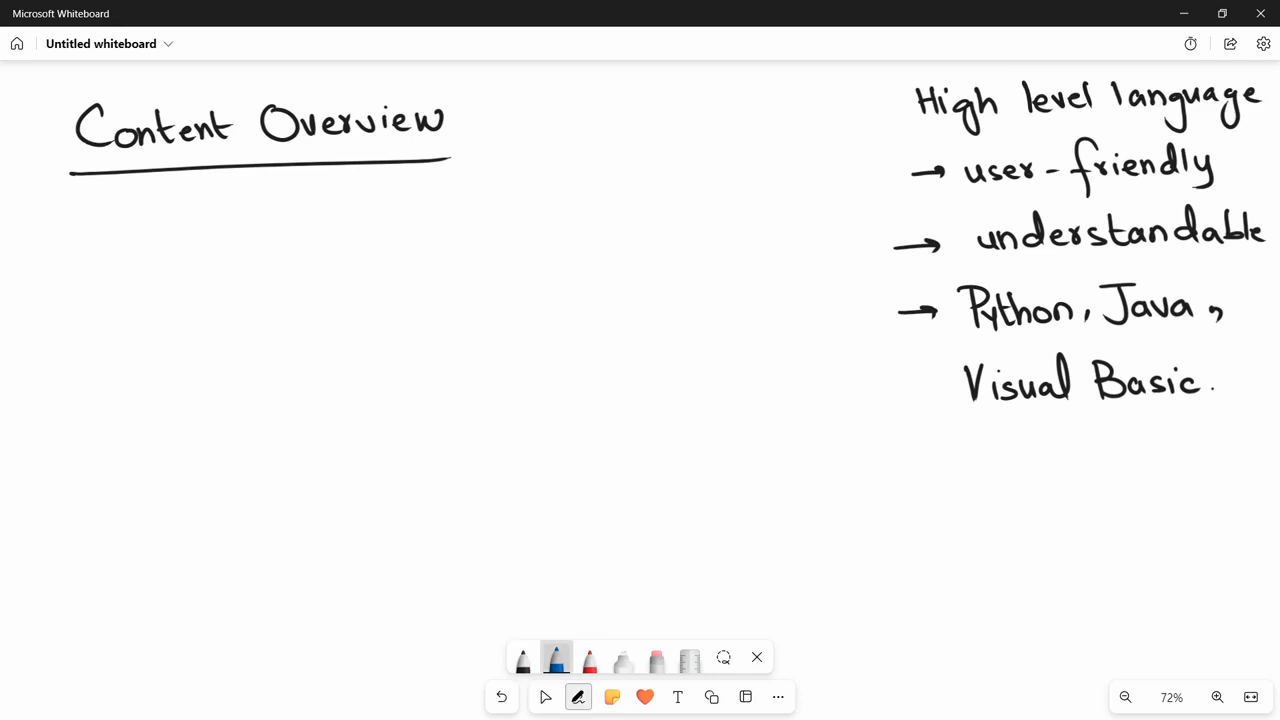 Microsoft Whiteboard
Untitled whiteboard
Content Overview
High level language
→ user-friendly
→ understandable
→ Python, Java,
Visual Basic.
72%